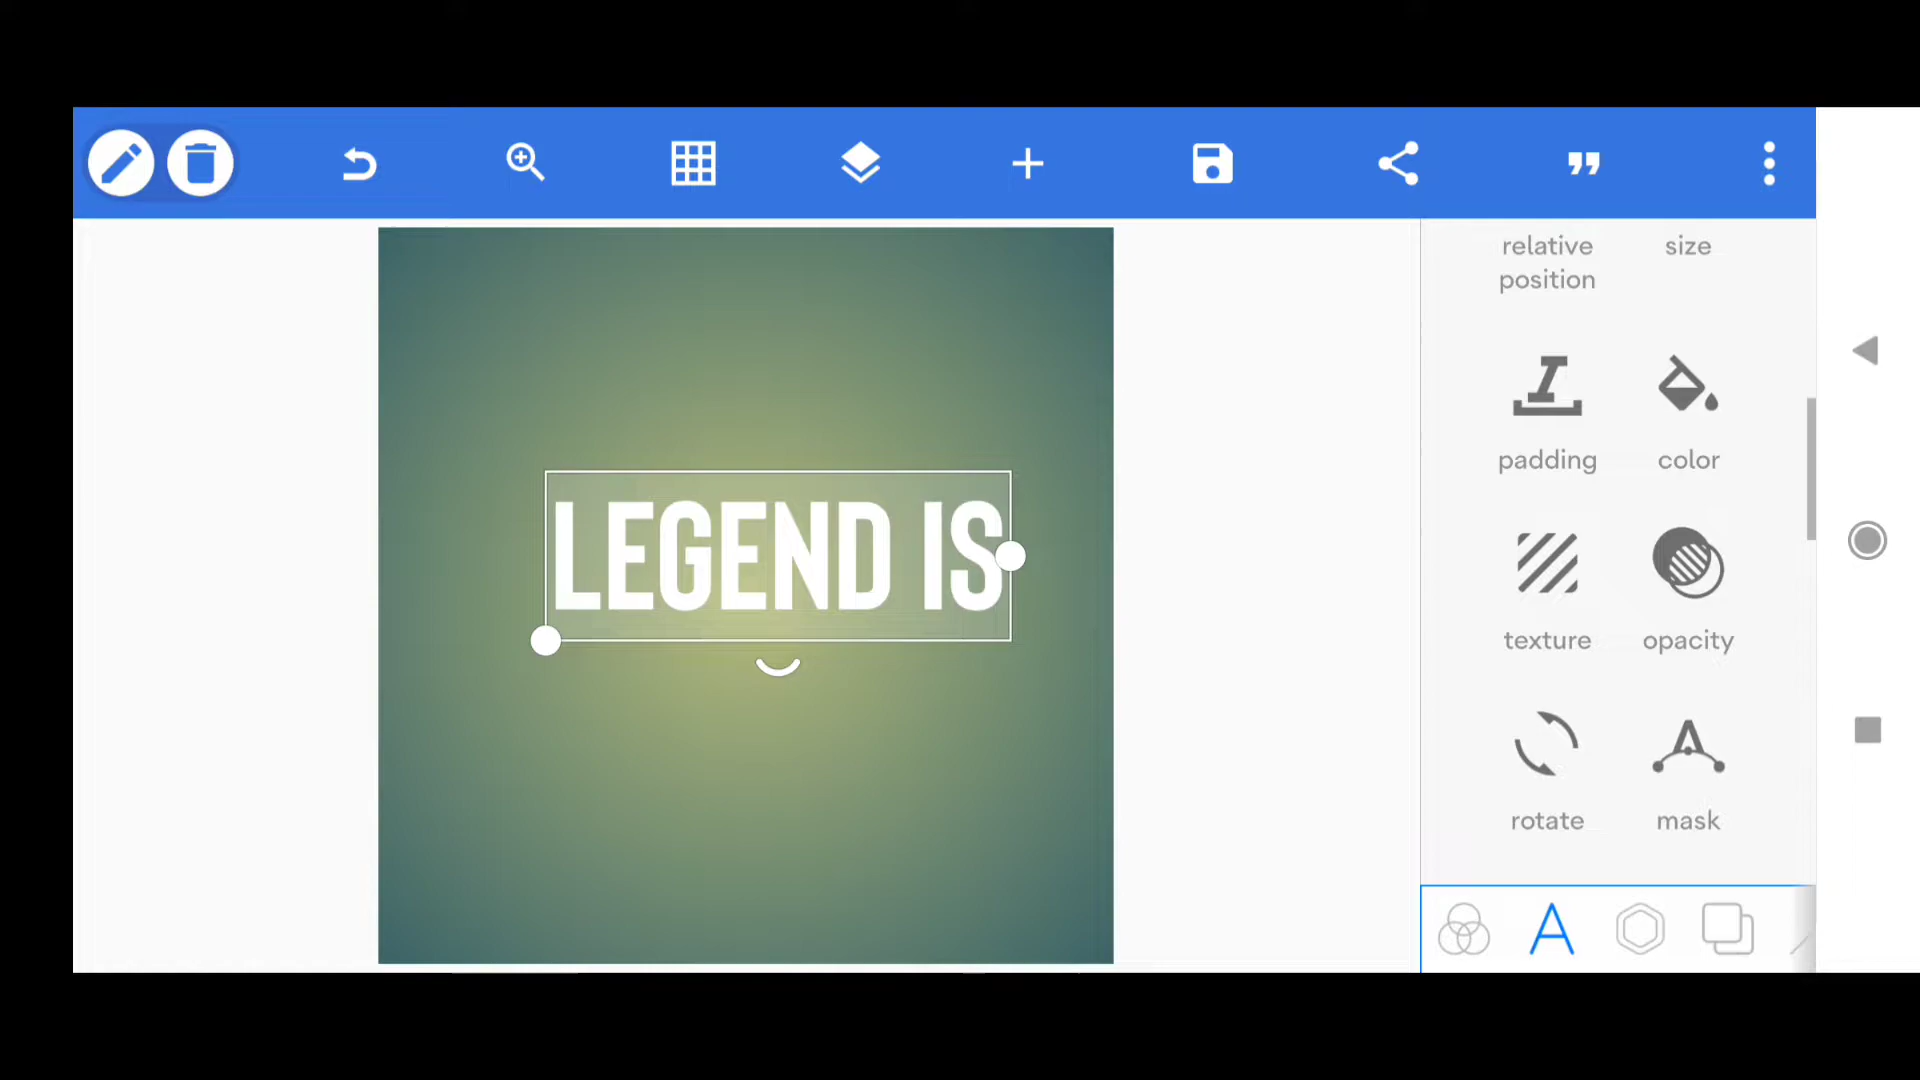 relative
position
size
LEGEND IS
padding
color
texture
opacity
rotate
mask